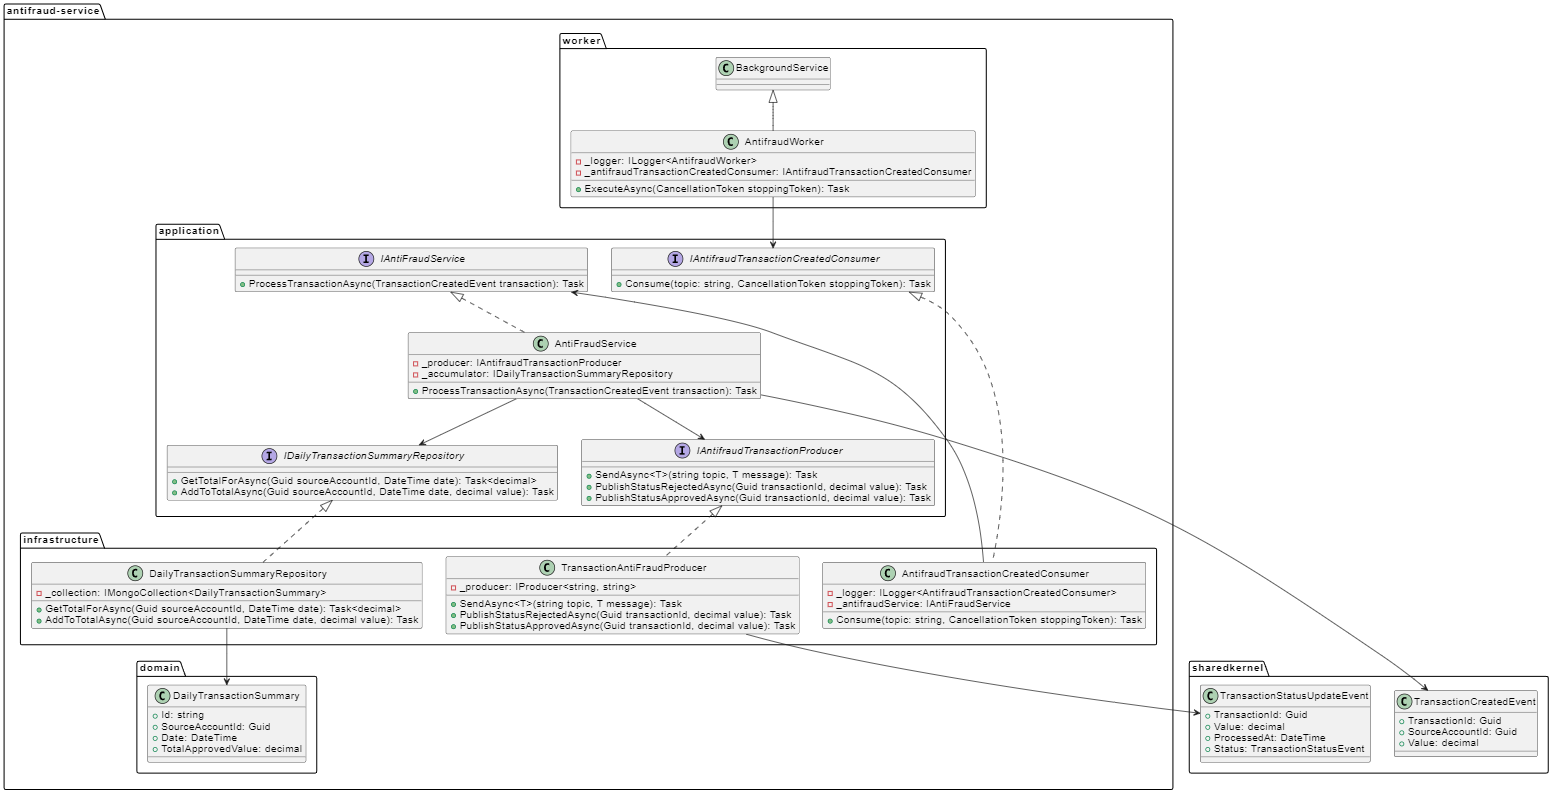 antifraud-service
worker
C BackgroundService
C AntifraudWorker
_logger: ILogger<AntifraudWorker>
_antifraudTransactionCreatedConsumer: IAntifraudTransactionCreatedConsumer
ExecuteAsync(CancellationToken stoppingToken): Task
application
I IAntiFraudService
ProcessTransactionAsync(TransactionCreatedEvent transaction): Task
I IAntifraudTransactionCreatedConsumer
Consume(topic: string, CancellationToken stoppingToken): Task
C AntiFraudService
_producer: IAntifraudTransactionProducer
_accumulator: IDailyTransactionSummaryRepository
ProcessTransactionAsync(TransactionCreatedEvent transaction): Task
I IDailyTransactionSummaryRepository
GetTotalForAsync(Guid sourceAccountId, DateTime date): Task<decimal>
AddToTotalAsync(Guid sourceAccountId, DateTime date, decimal value): Task
I IAntifraudTransactionProducer
SendAsync<T>(string topic, T message): Task
PublishStatusRejectedAsync(Guid transactionId, decimal value): Task
PublishStatusApprovedAsync(Guid transactionId, decimal value): Task
infrastructure
C DailyTransactionSummaryRepository
_collection: IMongoCollection<DailyTransactionSummary>
GetTotalForAsync(Guid sourceAccountId, DateTime date): Task<decimal>
AddToTotalAsync(Guid sourceAccountId, DateTime date, decimal value): Task
C TransactionAntiFraudProducer
_producer: IProducer<string, string>
SendAsync<T>(string topic, T message): Task
PublishStatusRejectedAsync(Guid transactionId, decimal value): Task
PublishStatusApprovedAsync(Guid transactionId, decimal value): Task
C AntifraudTransactionCreatedConsumer
_logger: ILogger<AntifraudTransactionCreatedConsumer>
_antifraudService: IAntiFraudService
Consume(topic: string, CancellationToken stoppingToken): Task
domain
C DailyTransactionSummary
Id: string
SourceAccountId: Guid
Date: DateTime
TotalApprovedValue: decimal
sharedkernel
C TransactionStatusUpdateEvent
TransactionId: Guid
Value: decimal
ProcessedAt: DateTime
Status: TransactionStatusEvent
C TransactionCreatedEvent
TransactionId: Guid
SourceAccountId: Guid
Value: decimal